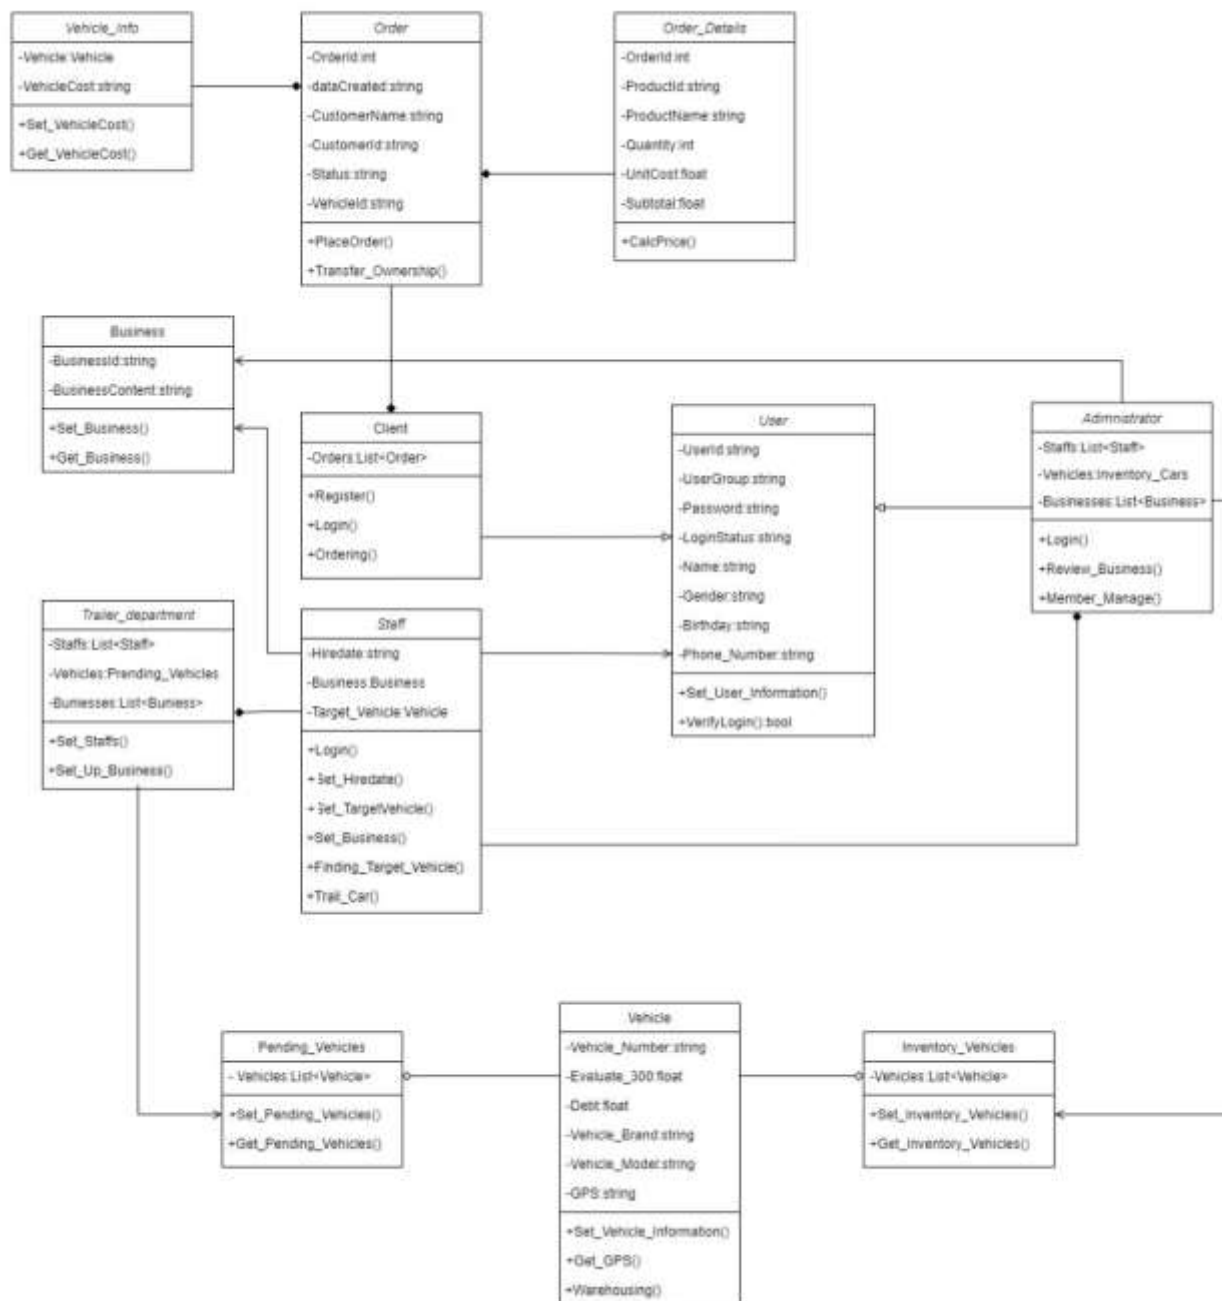 Vehicle_Info
-Vehicle:Vehicle
-VehicleCost:string
+Set_VehicleCost()
+Get_VehicleCost()
Order
-OrderId:int
-dataCreated:string
-CustomerName:string
-CustomerId:string
-Status:string
-VehicleId:string
+PlaceOrder()
+Transfer_Ownership()
Order_Details
-OrderId:int
-ProductId:string
-ProductName:string
-Quantity:int
-UnitCost:float
-Subtotal:float
+CalcPrice()
Business
-BusinessId:string
-BusinessContent:string
+Set_Business()
+Get_Business()
Client
-Orders:List<Order>
+Register()
+Login()
+Ordering()
User
-UserId:string
-UserGroup:string
-Password:string
-LoginStatus:string
-Name:string
-Gender:string
-Birthday:string
-Phone_Number:string
+Set_User_Information()
+VerifyLogin():bool
Adimnistrator
-Staffs:List<Staff>
-Vehicles:Inventory_Cars
-Businesses:List<Business>
+Login()
+Review_Business()
+Member_Manage()
Trailer_department
-Staffs:List<Staff>
-Vehicles:Prending_Vehicles
-Buniesses:List<Buniess>
+Set_Staffs()
+Set_Up_Business()
Staff
-Hiredate:string
-Business:Business
-Target_Vehicle:Vehicle
+Login()
+Set_Hiredate()
+Set_TargetVehicle()
+Set_Business()
+Finding_Target_Vehicle()
+Trail_Car()
Pending_Vehicles
- Vehicles:List<Vehicle>
+Set_Pending_Vehicles()
+Get_Pending_Vehicles()
Vehicle
-Vehicle_Number:string
-Evaluate_300:float
-Debt:float
-Vehicle_Brand:string
-Vehicle_Model:string
-GPS:string
+Set_Vehicle_Information()
+Get_GPS()
+Warehousing()
Inventory_Vehicles
-Vehicles:List<Vehicle>
+Set_Inventory_Vehicles()
+Get_Inventory_Vehicles()